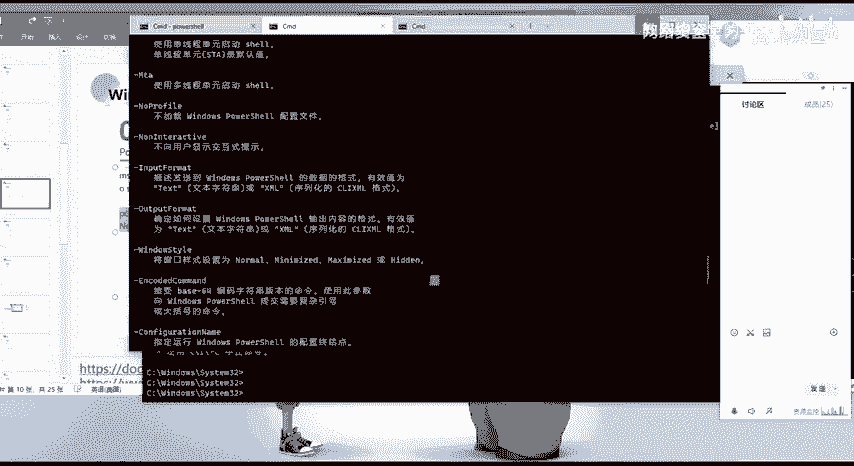 Cmd - powershell
Cmd
Cmd
开始
插入
设计
切换
使用单线程单元启动 shell。
单线程单元(STA)是默认值。
-Mta
使用多线程单元启动 shell。
-NoProfile
不加载 Windows PowerShell 配置文件。
-NonInteractive
不向用户显示交互式提示。
-InputFormat
描述发送到 Windows PowerShell 的数据的格式。有效值为
"Text" (文本字符串)或 "XML" (序列化的 CLIXML 格式)。
-OutputFormat
确定如何设置 Windows PowerShell 输出内容的格式。有效值
为 "Text" (文本字符串)或 "XML" (序列化的 CLIXML 格式)。
-WindowStyle
将窗口样式设置为 Normal、Minimized、Maximized 或 Hidden。
-EncodedCommand
接受 base-64 编码字符串版本的命令。使用此参数
向 Windows PowerShell 提交需要复杂引号
或大括号的命令。
-ConfigurationName
指定运行 Windows PowerShell 的配置终结点。
C:\Windows\System32>
C:\Windows\System32>
C:\Windows\System32>
讨论区
成员(25)
发送
https://do
第 10 张，共 25 张
英语(美国)